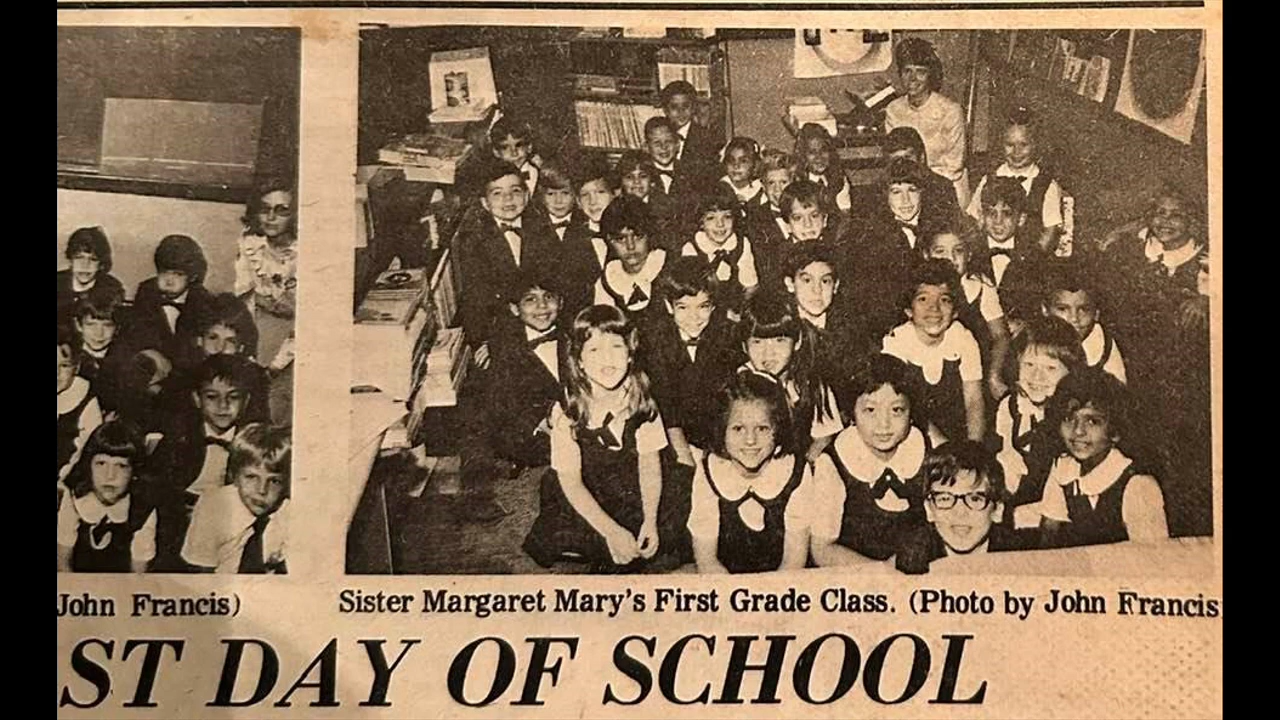 John Francis)
Sister Margaret Mary's First Grade Class. (Photo by John Francis
ST DAY OF SCHOOL